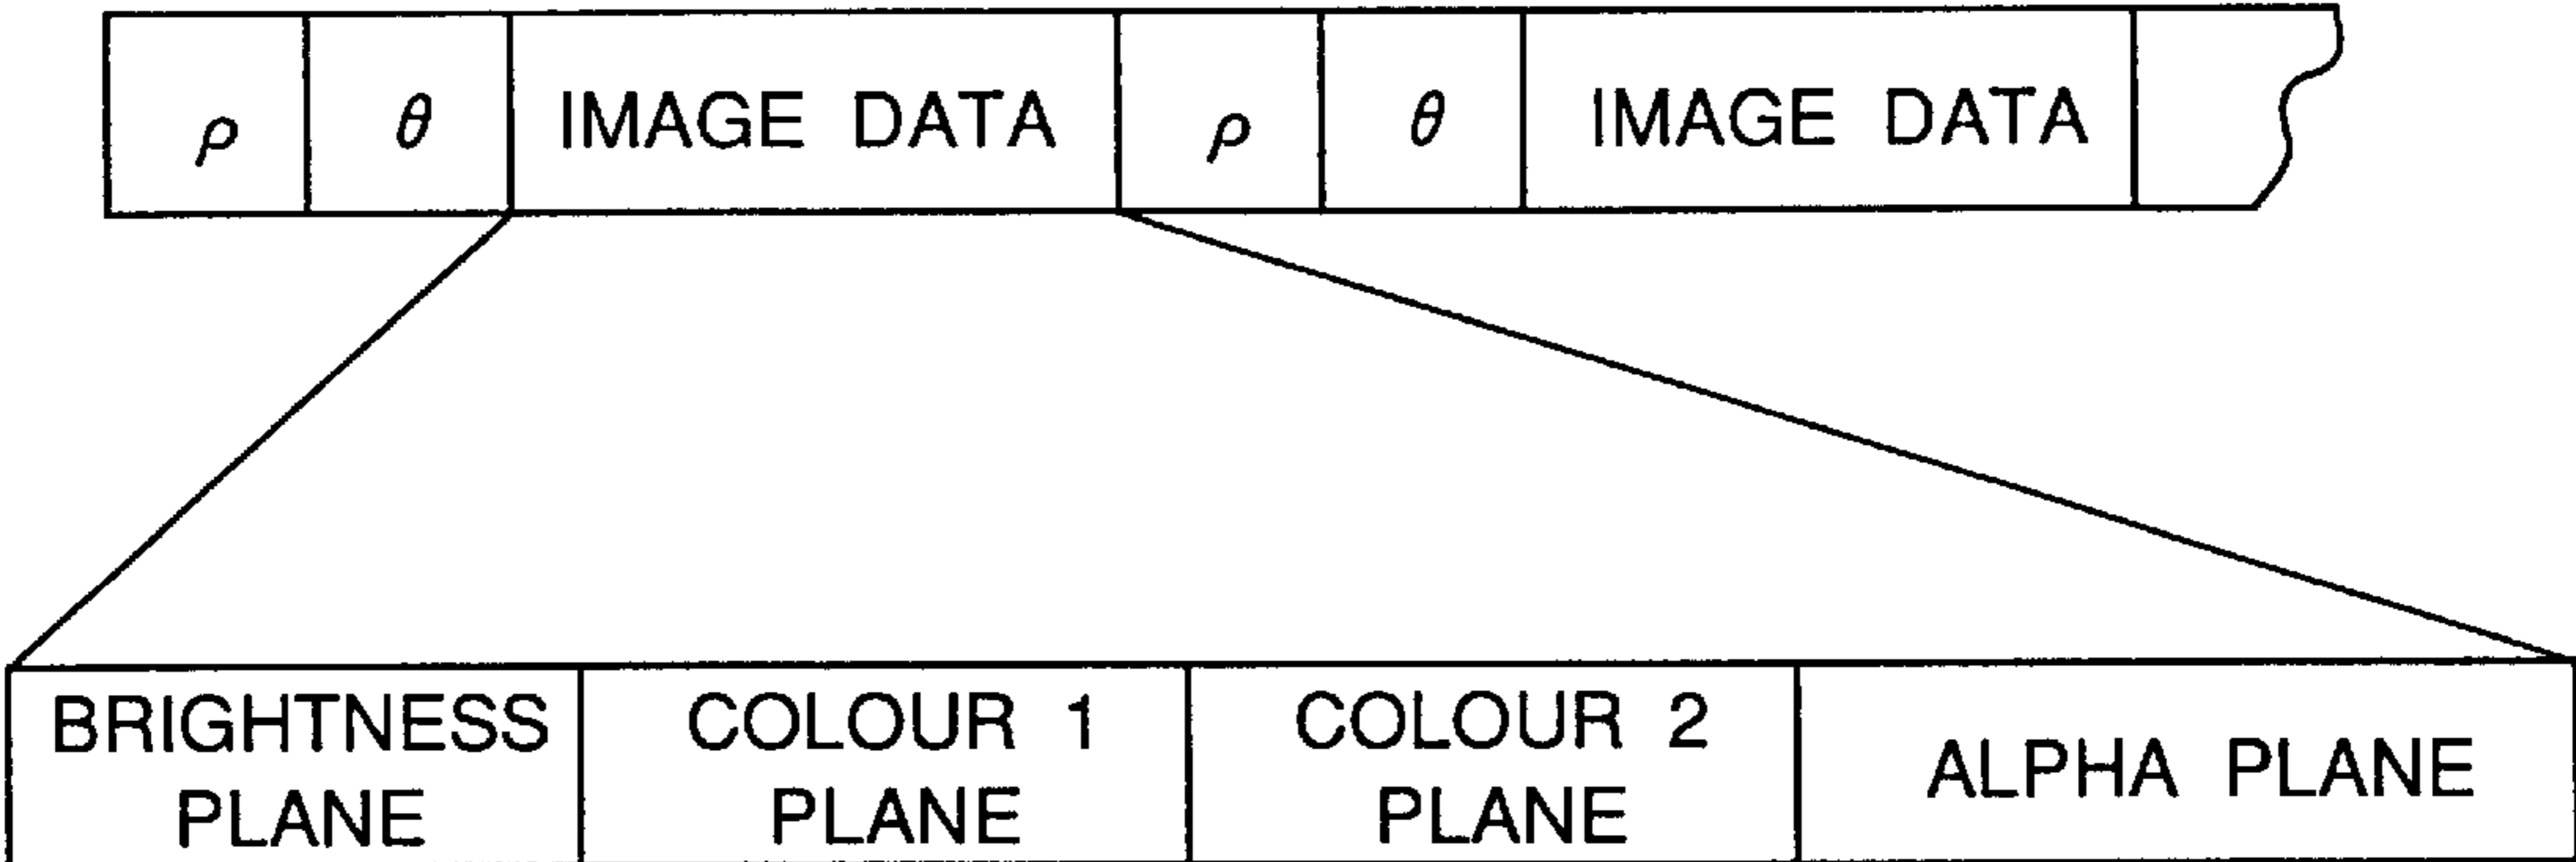 ρ θ IMAGE DATA ρ θ IMAGE DATA
BRIGHTNESS PLANE
COLOUR 1 PLANE
COLOUR 2 PLANE
ALPHA PLANE